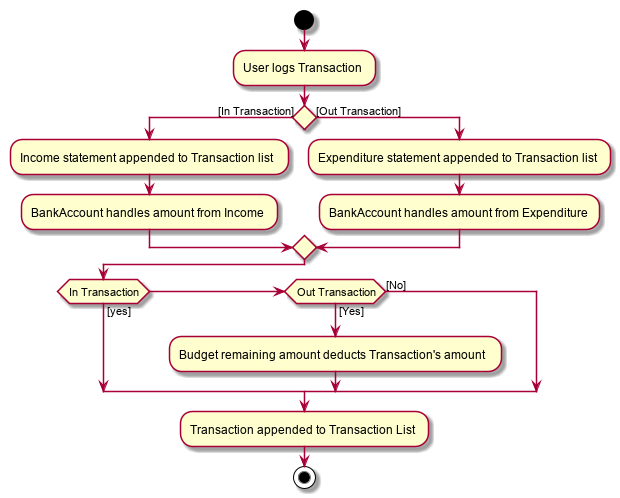 User logs Transaction
[In Transaction]
[Out Transaction]
Income statement appended to Transaction list
Expenditure statement appended to Transaction list
BankAccount handles amount from Income
BankAccount handles amount from Expenditure
In Transaction
Out Transaction
[No]
[yes]
[Yes]
Budget remaining amount deducts Transaction's amount
Transaction appended to Transaction List